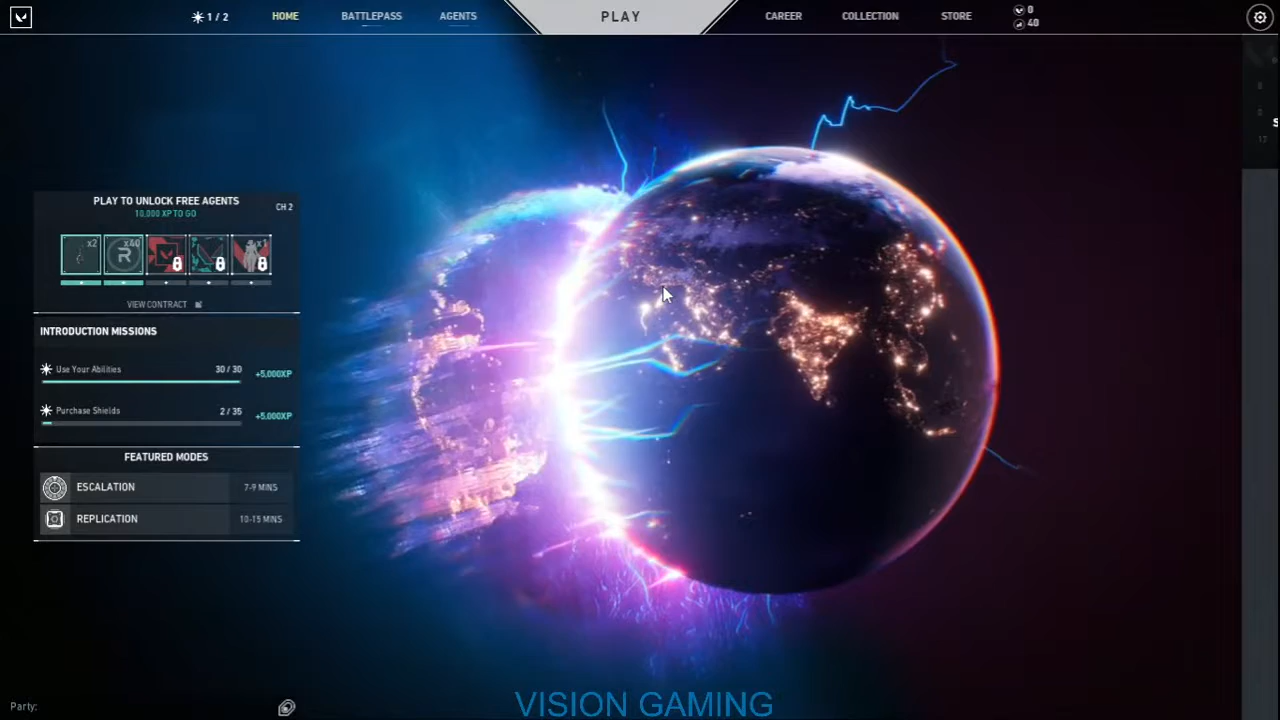 1 / 2
HOME
BATTLEPASS
AGENTS
PLAY
CAREER
COLLECTION
STORE
0
40
PLAY TO UNLOCK FREE AGENTS
10,000 XP TO GO
CH 2
x2
x40
x1
VIEW CONTRACT
INTRODUCTION MISSIONS
Use Your Abilities
30 / 30
+5,000XP
Purchase Shields
2 / 35
+5,000XP
FEATURED MODES
ESCALATION
7-9 MINS
REPLICATION
10-15 MINS
Party:
VISION GAMING